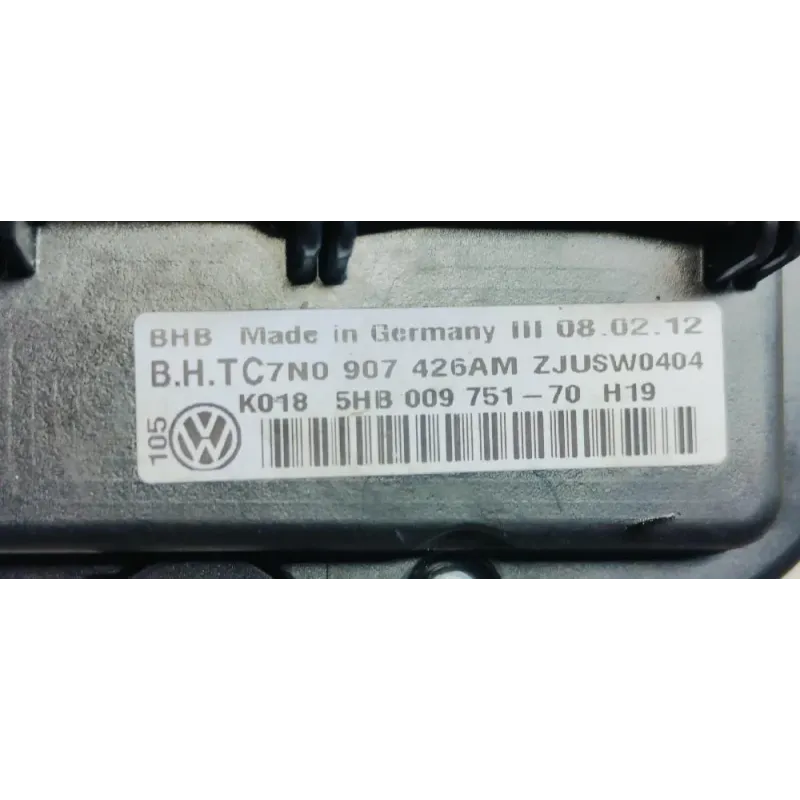 BHB Made in Germany III 08.02.12
B.H.TC7N0 907 426AM ZJUSW0404
K018 5HB 009 751-70 H19
105